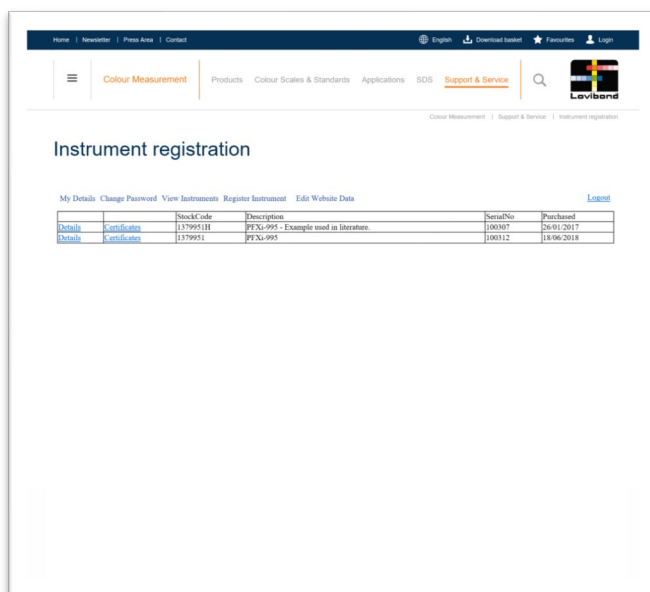 Home | Newsletter | Press Area | Contact English Download basket Favourites Login
Colour Measurement Products Colour Scales & Standards Applications SDS Support & Service Lovibond
Colour Measurement | Support & Service | Instrument registration
Instrument registration
My Details Change Password View Instruments Register Instrument Edit Website Data Logout
StockCode Description SerialNo Purchased
Details Certificates 1379951H PFXi-995 - Example used in literature. 100307 26/01/2017
Details Certificates 1379951 PFXi-995 100312 18/06/2018